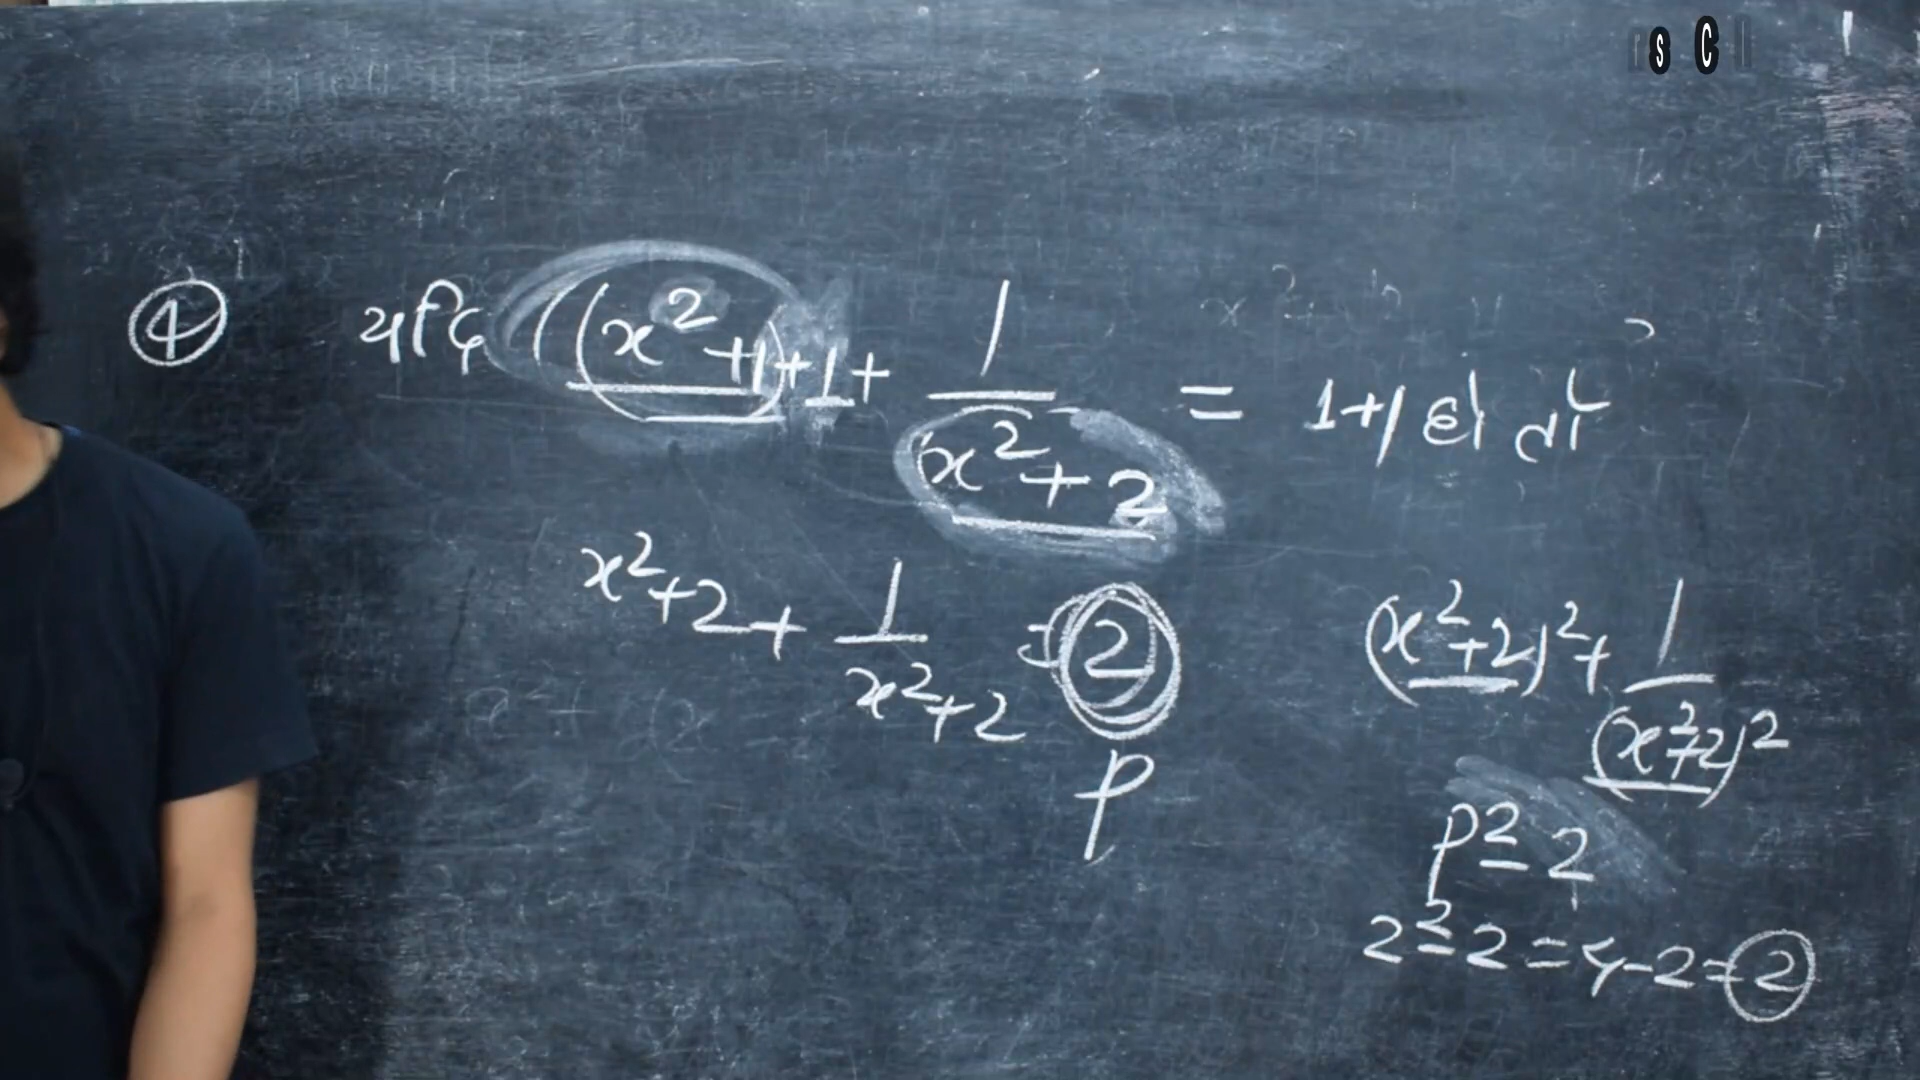 ④ यदि (x²+1)+1+ 1/(x²+2) = 1+1 हो तो
x²+2+ 1/(x²+2) = 2
p
(x²+2)²+ 1/(x²+2)²
p²-2
2²-2=4-2=2